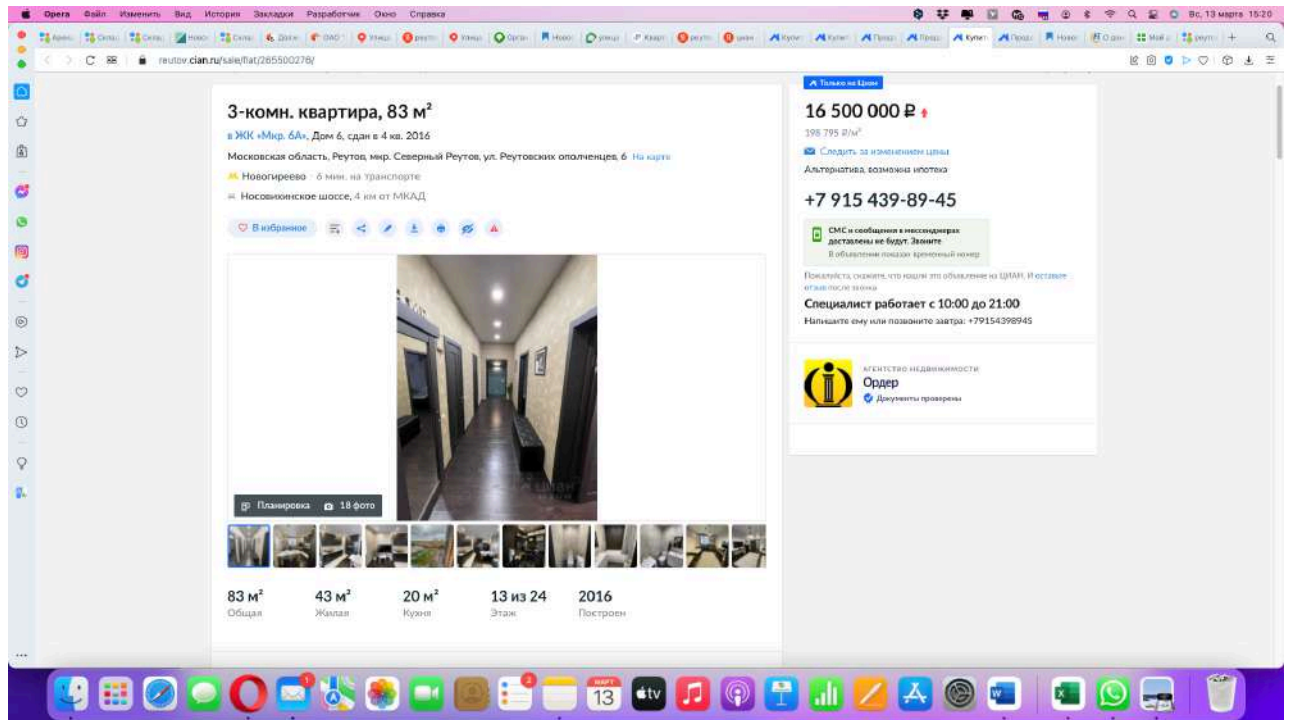 Opera Файл Изменить Вид История Закладки Разработчик Окно Справка
Вс, 13 марта 15:20
reutov.cian.ru/sale/flat/265500276/
Только на Циан
3-комн. квартира, 83 м²
в ЖК «Мкр. 6А», Дом 6, сдан в 4 кв. 2016
Московская область, Реутов, мкр. Северный Реутов, ул. Реутовских ополченцев, 6 На карте
Новогиреево 6 мин. на транспорте
Носовихинское шоссе, 4 км от МКАД
В избранное
Планировка 18 фото
83 м² 43 м² 20 м² 13 из 24 2016
Общая Жилая Кухня Этаж Построен
16 500 000 ₽
198 795 ₽/м²
Следить за изменением цены
Альтернатива, возможна ипотека
+7 915 439-89-45
СМС и сообщения в мессенджерах
доставлены не будут. Звоните
В объявлении показан временный номер
Пожалуйста, скажите, что нашли это объявление на ЦИАН. И оставьте
отзыв после звонка
Специалист работает с 10:00 до 21:00
Напишите ему или позвоните завтра: +79154398945
АГЕНТСТВО НЕДВИЖИМОСТИ
Ордер
Документы проверены
МАРТ
13
tv